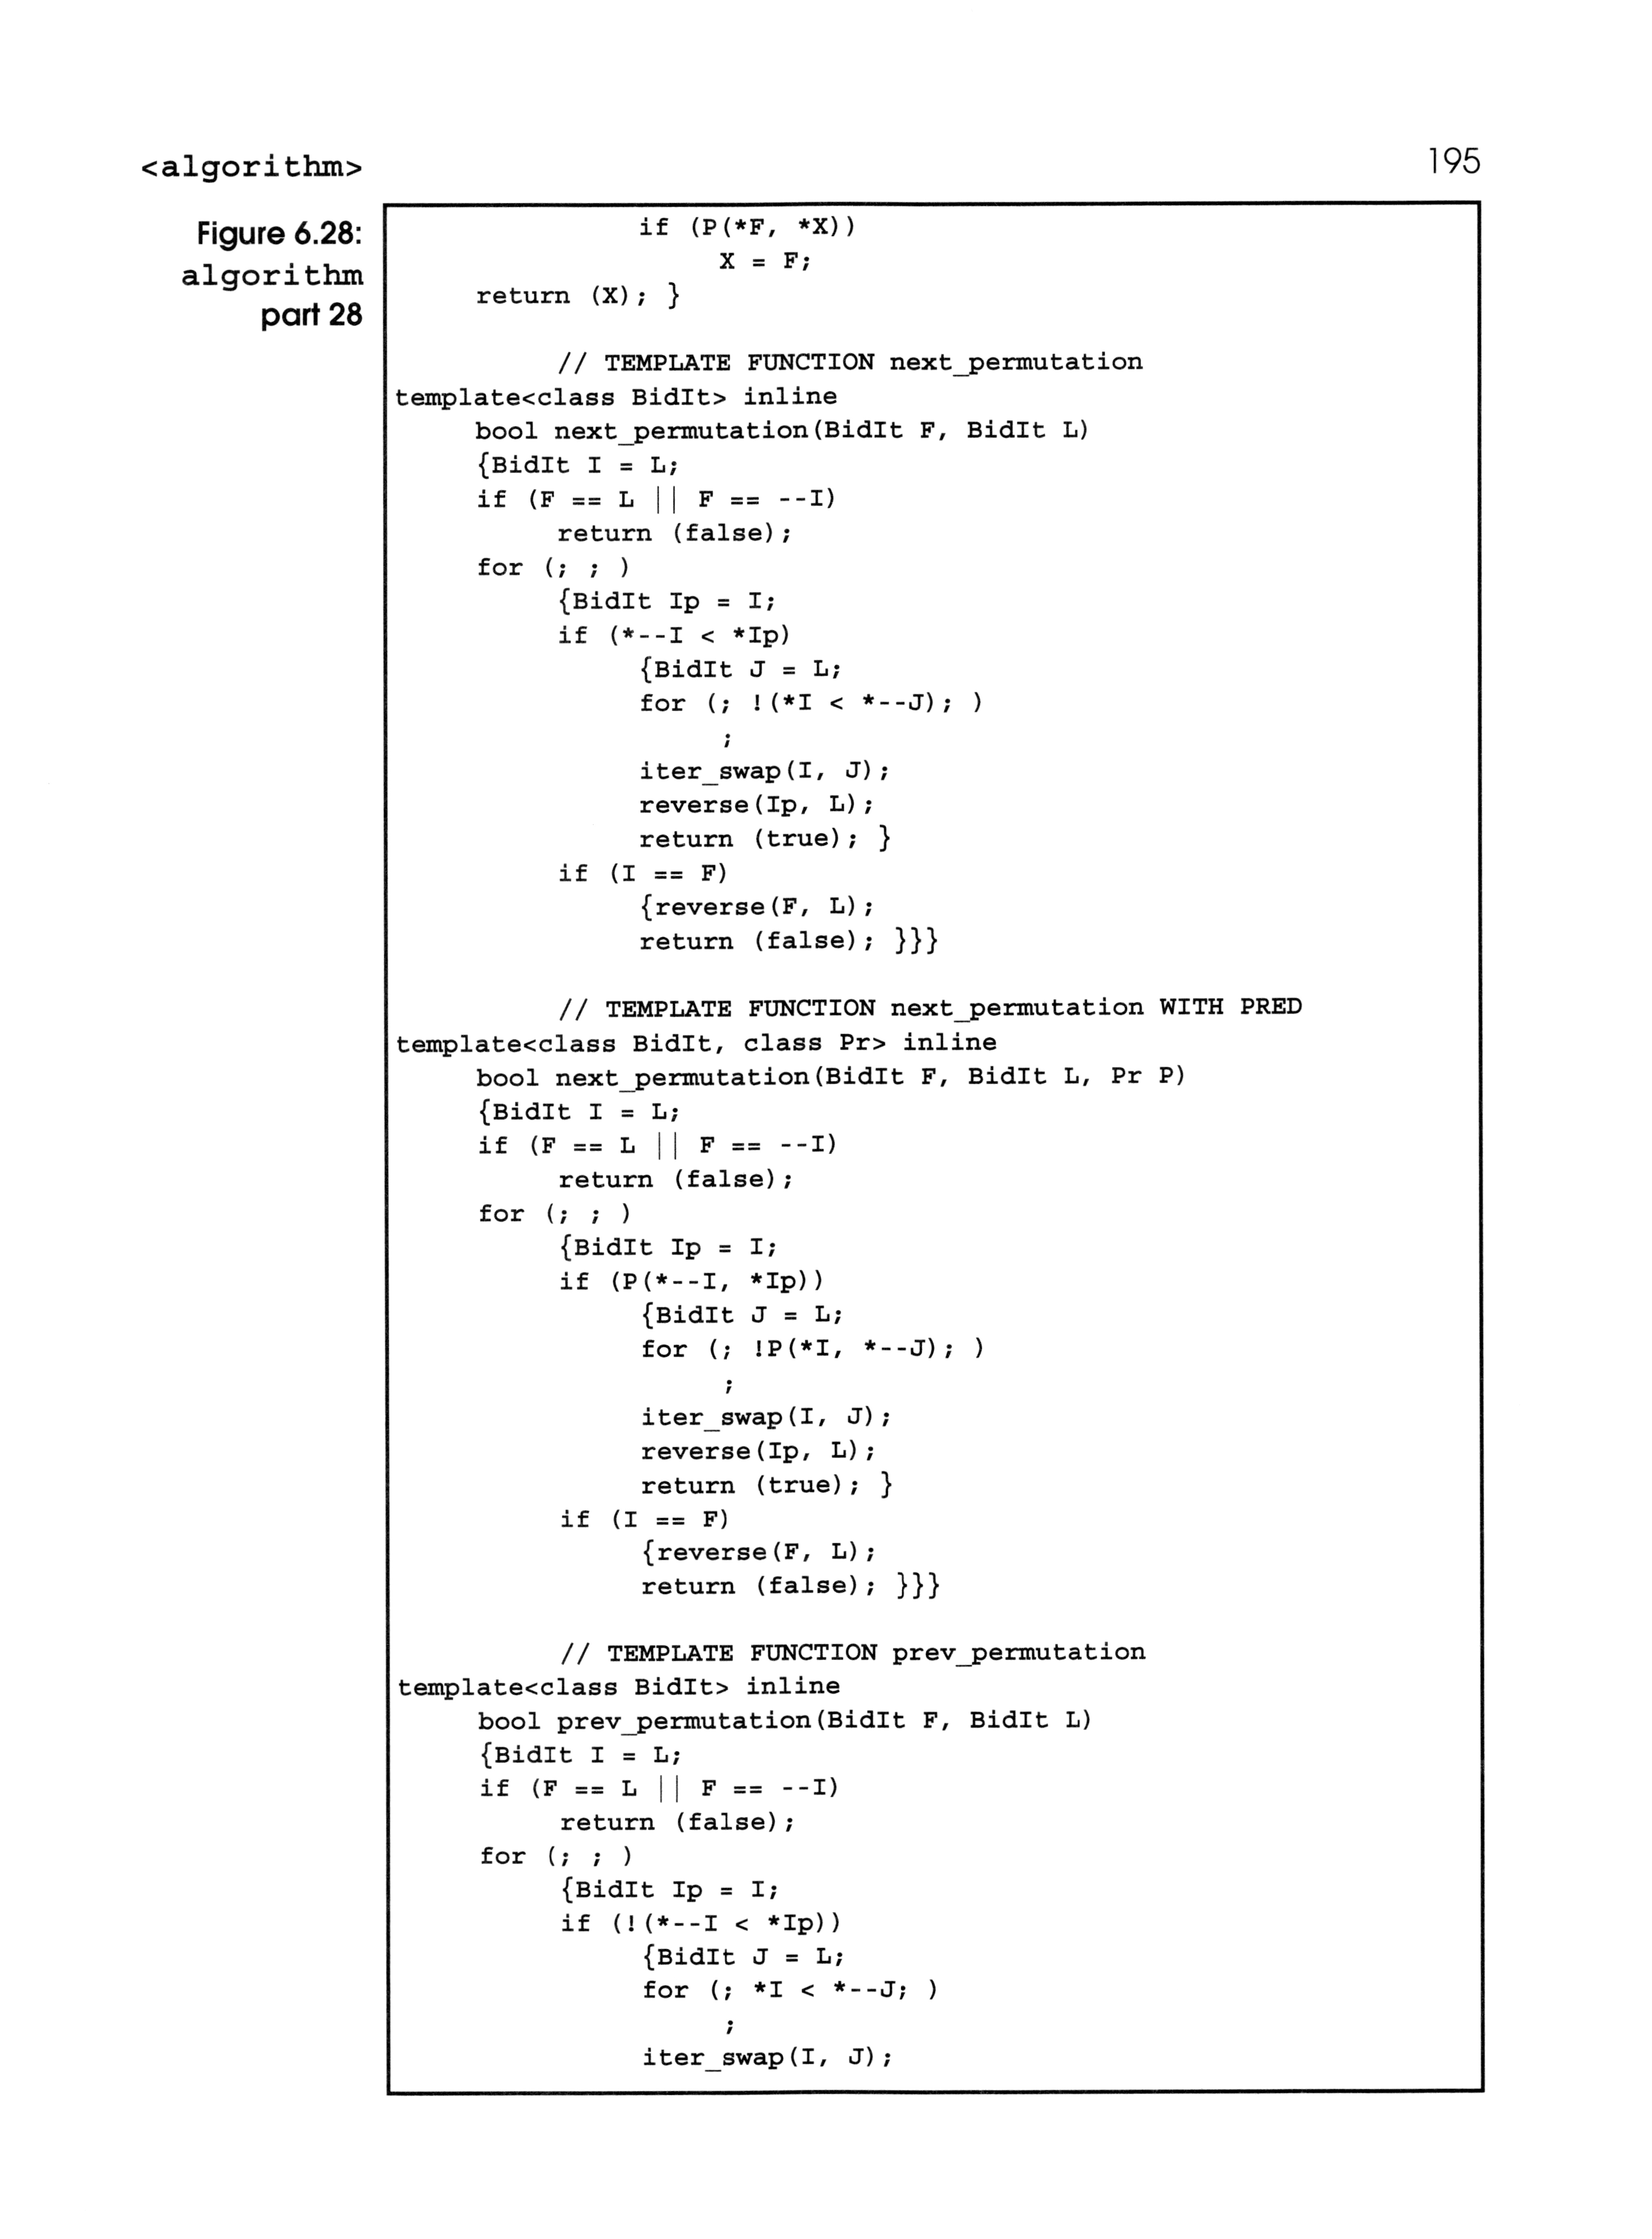 <algorithm>
195
Figure 6.28:
algorithm
part 28
if (P(*F, *X))
X = F;
return (X); }
// TEMPLATE FUNCTION next_permutation
template<class BidIt> inline
bool next_permutation(BidIt F, BidIt L)
{BidIt I = L;
if (F == L || F == --I)
return (false);
for (; ; )
{BidIt Ip = I;
if (*--I < *Ip)
{BidIt J = L;
for (; !(*I < *--J); )
;
iter_swap(I, J);
reverse(Ip, L);
return (true); }
if (I == F)
{reverse(F, L);
return (false); }}}
// TEMPLATE FUNCTION next_permutation WITH PRED
template<class BidIt, class Pr> inline
bool next_permutation(BidIt F, BidIt L, Pr P)
{BidIt I = L;
if (F == L || F == --I)
return (false);
for (; ; )
{BidIt Ip = I;
if (P(*--I, *Ip))
{BidIt J = L;
for (; !P(*I, *--J); )
;
iter_swap(I, J);
reverse(Ip, L);
return (true); }
if (I == F)
{reverse(F, L);
return (false); }}}
// TEMPLATE FUNCTION prev_permutation
template<class BidIt> inline
bool prev_permutation(BidIt F, BidIt L)
{BidIt I = L;
if (F == L || F == --I)
return (false);
for (; ; )
{BidIt Ip = I;
if (!(*--I < *Ip))
{BidIt J = L;
for (; *I < *--J; )
;
iter_swap(I, J);